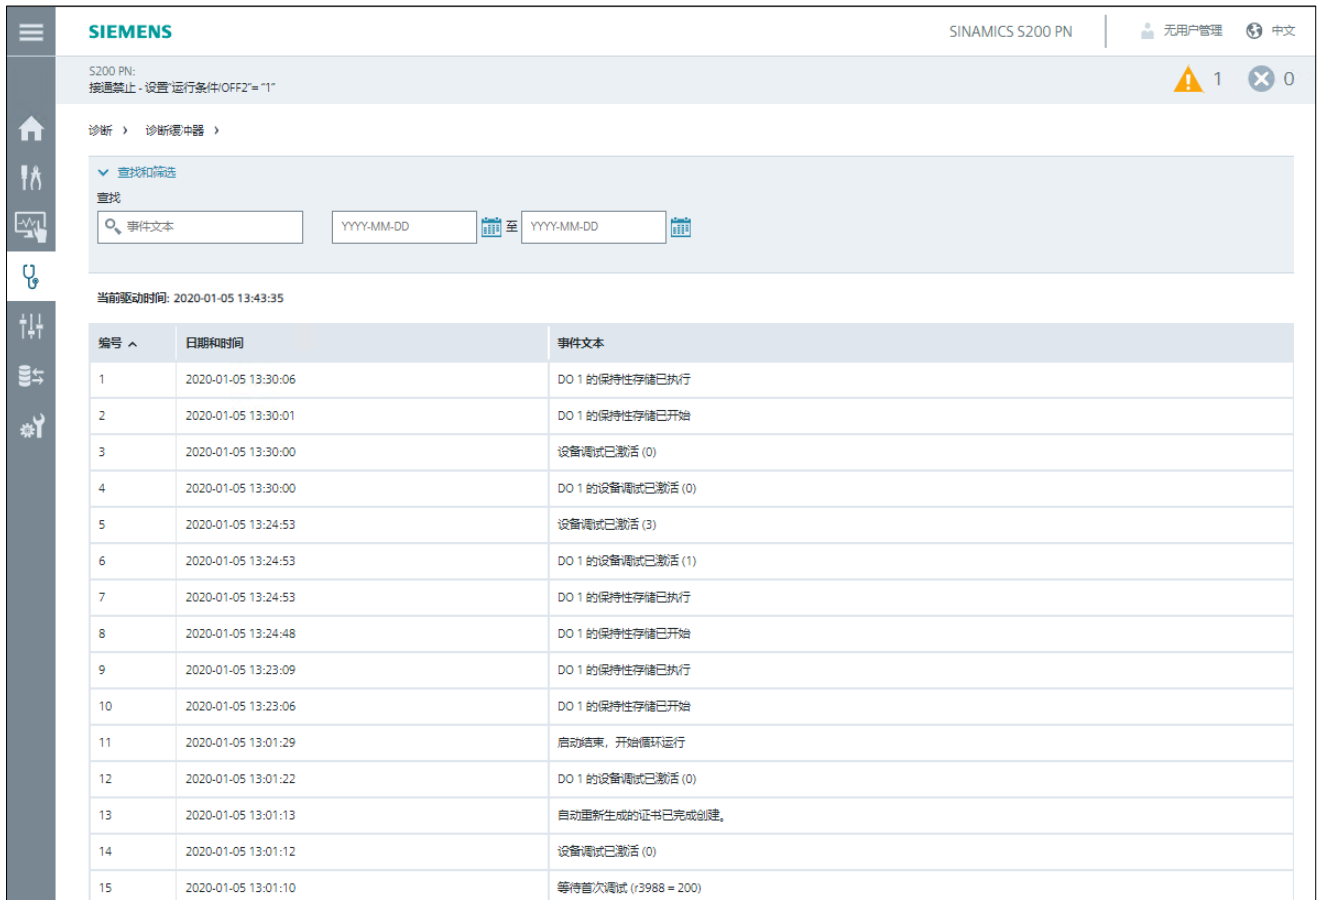 SIEMENS
SINAMICS S200 PN
无用户管理
中文
S200 PN:
接通禁止 - 设置"运行条件/OFF2"= "1"
1
0
诊断 › 诊断缓冲器 ›
查找和筛选
查找
事件文本 YYYY-MM-DD 至 YYYY-MM-DD
当前驱动时间: 2020-01-05 13:43:35
编号 日期和时间 事件文本
1 2020-01-05 13:30:06 DO 1 的保持性存储已执行
2 2020-01-05 13:30:01 DO 1 的保持性存储已开始
3 2020-01-05 13:30:00 设备调试已激活 (0)
4 2020-01-05 13:30:00 DO 1 的设备调试已激活 (0)
5 2020-01-05 13:24:53 设备调试已激活 (3)
6 2020-01-05 13:24:53 DO 1 的设备调试已激活 (1)
7 2020-01-05 13:24:53 DO 1 的保持性存储已执行
8 2020-01-05 13:24:48 DO 1 的保持性存储已开始
9 2020-01-05 13:23:09 DO 1 的保持性存储已执行
10 2020-01-05 13:23:06 DO 1 的保持性存储已开始
11 2020-01-05 13:01:29 启动结束，开始循环运行
12 2020-01-05 13:01:22 DO 1 的设备调试已激活 (0)
13 2020-01-05 13:01:13 自动重新生成的证书已完成创建。
14 2020-01-05 13:01:12 设备调试已激活 (0)
15 2020-01-05 13:01:10 等待首次调试 (r3988 = 200)